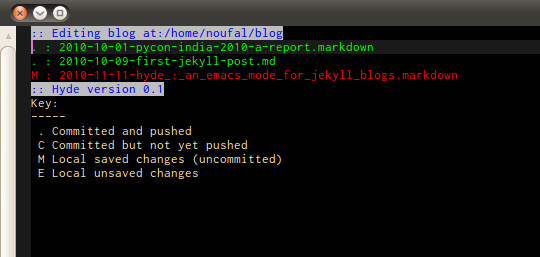 :: Editing blog at:/home/noufal/blog
. : 2010-10-01-pycon-india-2010-a-report.markdown
. : 2010-10-09-first-jekyll-post.md
M : 2010-11-11-hyde_:_an_emacs_mode_for_jekyll_blogs.markdown
:: Hyde version 0.1
Key:
-----
. Committed and pushed
C Committed but not yet pushed
M Local saved changes (uncommitted)
E Local unsaved changes